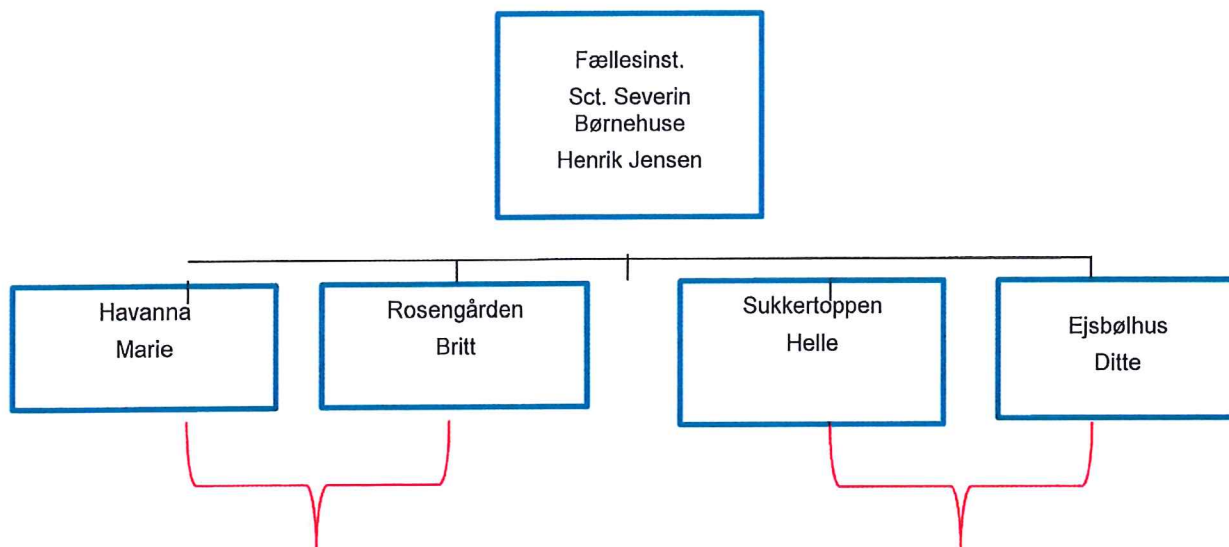 Fællesinst.
Sct. Severin
Børnehuse
Henrik Jensen
Havanna
Marie
Rosengården
Britt
Sukkertoppen
Helle
Ejsbølhus
Ditte